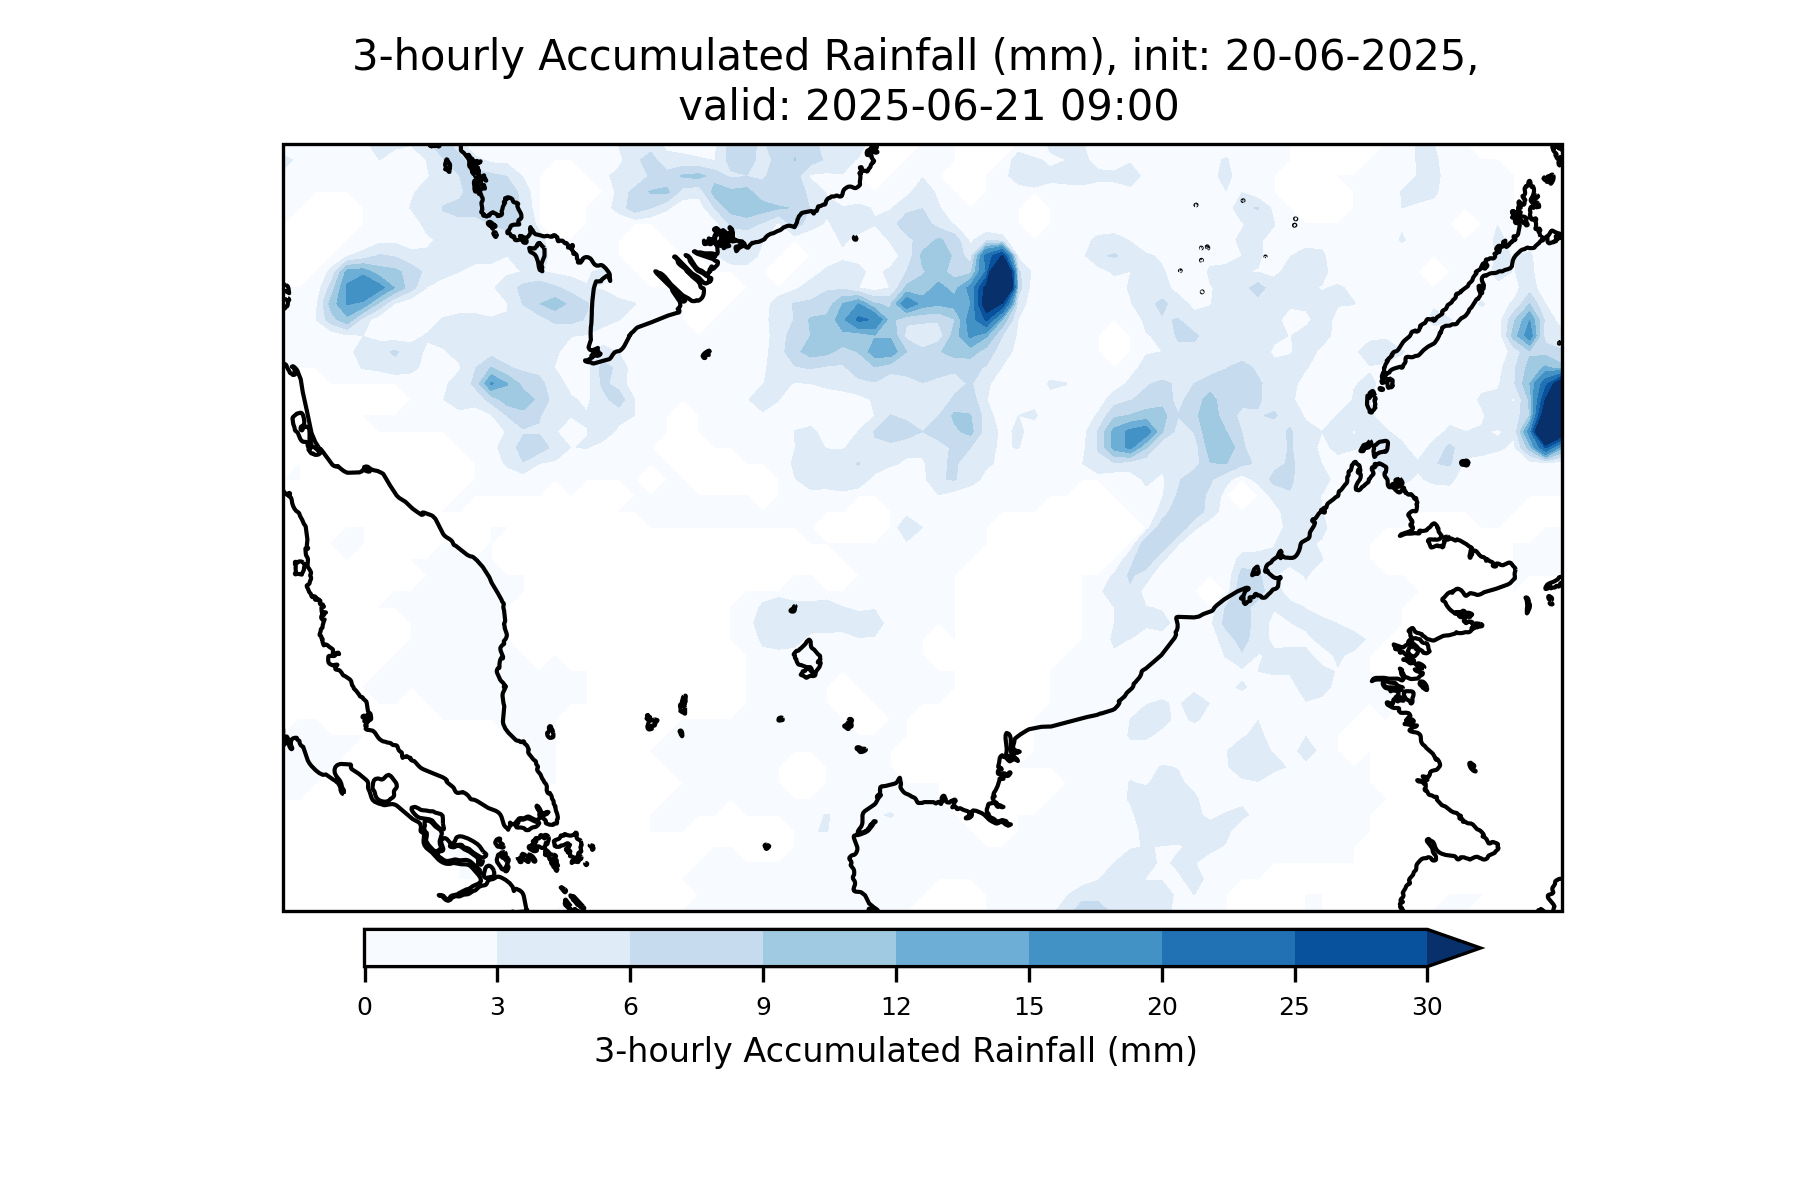 3-hourly Accumulated Rainfall (mm), init: 20-06-2025,
valid: 2025-06-21 09:00
0 3 6 9 12 15 20 25 30
3-hourly Accumulated Rainfall (mm)